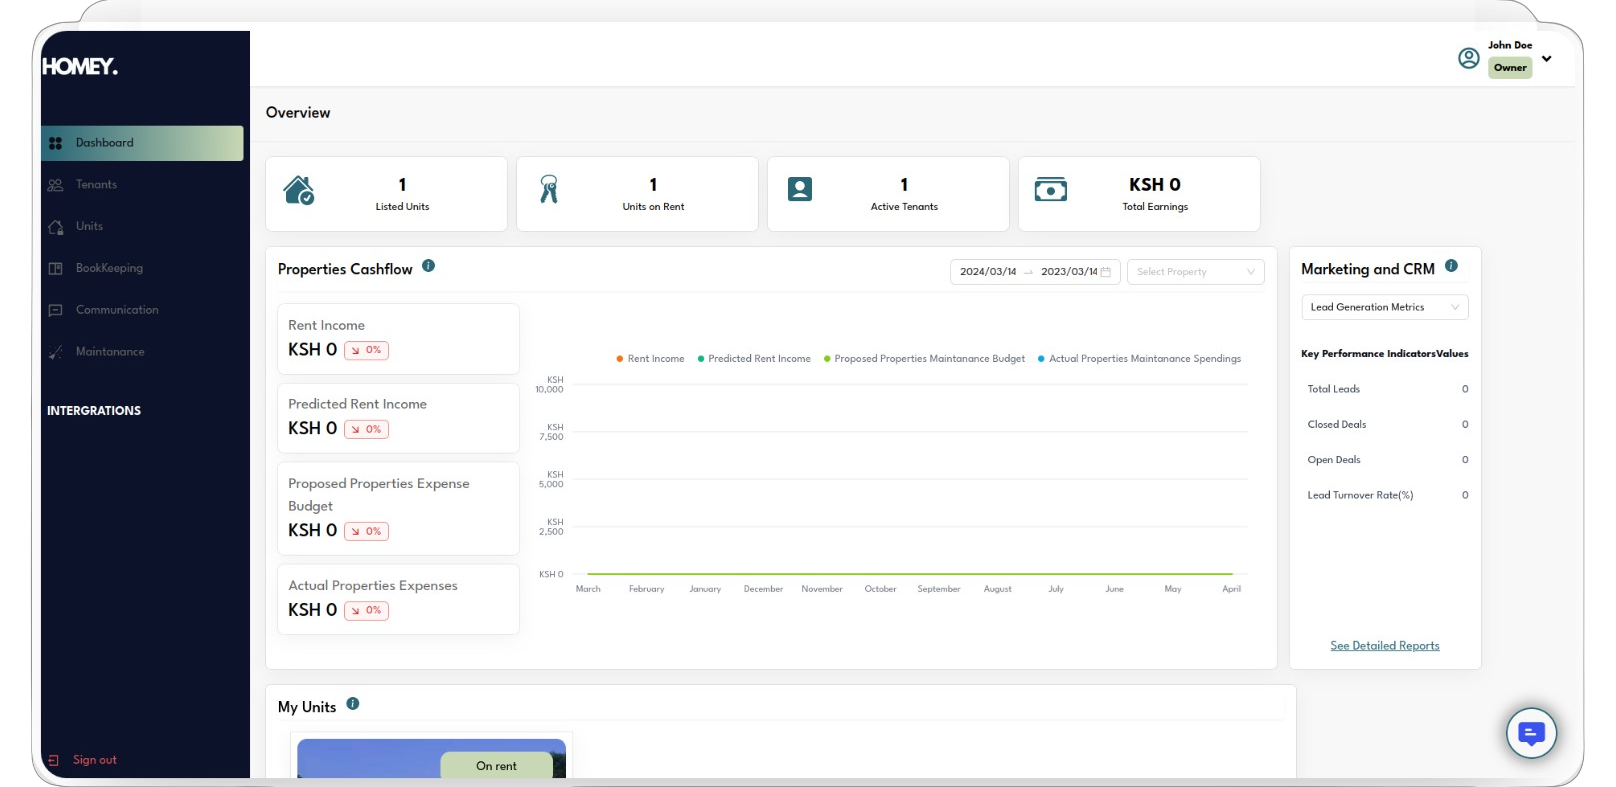 HOMEY.
John Doe
Owner
Dashboard
Tenants
Units
BookKeeping
Communication
Maintanance
INTERGRATIONS
Sign out
Overview
1
Listed Units
1
Units on Rent
1
Active Tenants
KSH 0
Total Earnings
Properties Cashflow
2024/03/14 → 2023/03/14
Select Property
Rent Income
KSH 0 0%
Predicted Rent Income
KSH 0 0%
Proposed Properties Expense
Budget
KSH 0 0%
Actual Properties Expenses
KSH 0 0%
Rent Income Predicted Rent Income Proposed Properties Maintanance Budget Actual Properties Maintanance Spendings
KSH
10,000
KSH
7,500
KSH
5,000
KSH
2,500
KSH 0
March February January December November October September August July June May April
Marketing and CRM
Lead Generation Metrics
Key Performance Indicators Values
Total Leads 0
Closed Deals 0
Open Deals 0
Lead Turnover Rate(%) 0
See Detailed Reports
My Units
On rent